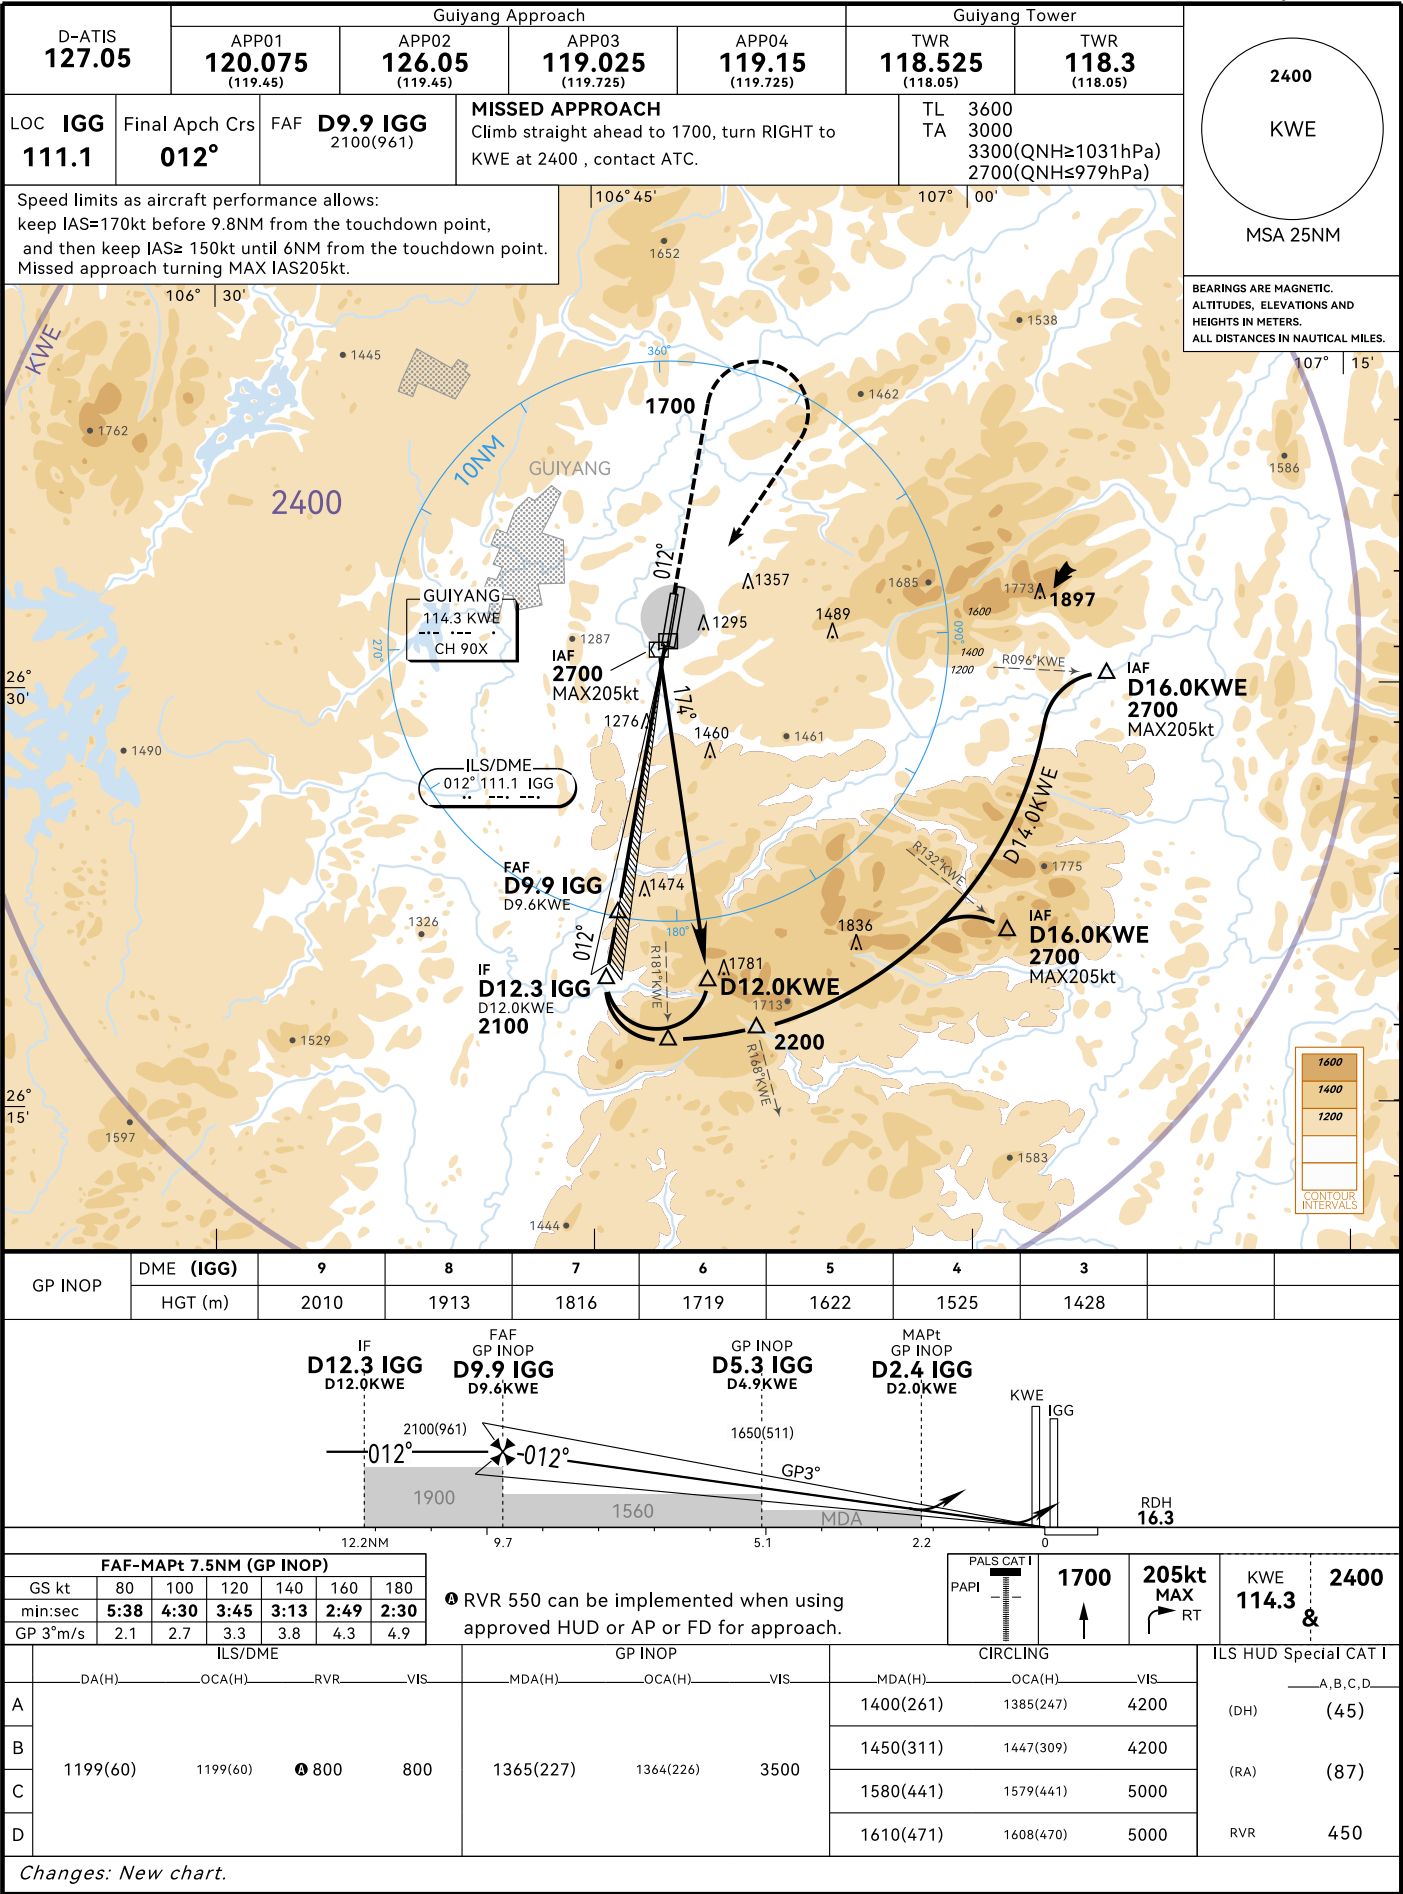 D-ATIS
127.05
Guiyang Approach
APP01
120.075
(119.45)
APP02
126.05
(119.45)
APP03
119.025
(119.725)
APP04
119.15
(119.725)
Guiyang Tower
TWR
118.525
(118.05)
TWR
118.3
(118.05)
LOC IGG
111.1
Final Apch Crs
012°
FAF D9.9 IGG
2100(961)
MISSED APPROACH
Climb straight ahead to 1700, turn RIGHT to
KWE at 2400 , contact ATC.
TL 3600
TA 3000
3300(QNH≥1031hPa)
2700(QNH≤979hPa)
2400
KWE
MSA 25NM
BEARINGS ARE MAGNETIC.
ALTITUDES, ELEVATIONS AND
HEIGHTS IN METERS.
ALL DISTANCES IN NAUTICAL MILES.
Speed limits as aircraft performance allows:
keep IAS=170kt before 9.8NM from the touchdown point,
and then keep IAS≥ 150kt until 6NM from the touchdown point.
Missed approach turning MAX IAS205kt.
106° 45'
107° 00'
106° 30'
107° 15'
1652
1538
KWE
1445
360°
1462
1700
1762
10NM
GUIYANG
1586
2400
012°
1357
1685
1773
1897
1600
1400
1200
GUIYANG
114.3 KWE
CH 90X
270°
1287
1295
1489
090°
IAF
2700
MAX205kt
R096°KWE
IAF
D16.0KWE
2700
MAX205kt
26°
30'
174°
1276
1460
1461
1490
ILS/DME
012° 111.1 IGG
D14.0KWE
R132°KWE
1775
FAF
D9.9 IGG
D9.6KWE
1474
1326
180°
1836
IAF
D16.0KWE
2700
MAX205kt
012°
R181°KWE
1781
IF
D12.3 IGG
D12.0KWE
2100
D12.0KWE
1713
2200
R168°KWE
1529
26°
15'
1597
1583
1444
1600
1400
1200
CONTOUR
INTERVALS
GP INOP
DME (IGG) 9 8 7 6 5 4 3
HGT (m) 2010 1913 1816 1719 1622 1525 1428
IF
D12.3 IGG
D12.0KWE
FAF
GP INOP
D9.9 IGG
D9.6KWE
GP INOP
D5.3 IGG
D4.9KWE
MAPt
GP INOP
D2.4 IGG
D2.0KWE
KWE
IGG
2100(961)
1650(511)
012°
012°
GP3°
1900
1560
MDA
RDH
16.3
12.2NM 9.7 5.1 2.2 0
FAF-MAPt 7.5NM (GP INOP)
GS kt 80 100 120 140 160 180
min:sec 5:38 4:30 3:45 3:13 2:49 2:30
GP 3°m/s 2.1 2.7 3.3 3.8 4.3 4.9
A RVR 550 can be implemented when using
approved HUD or AP or FD for approach.
PALS CAT I
PAPI
1700
205kt
MAX
RT
KWE
114.3
&
2400
ILS/DME
GP INOP
CIRCLING
ILS HUD Special CAT I
DA(H) OCA(H) RVR VIS
MDA(H) OCA(H) VIS
MDA(H) OCA(H) VIS
A,B,C,D
A
1400(261) 1385(247) 4200
(DH) (45)
B
1450(311) 1447(309) 4200
1199(60) 1199(60) A 800 800
1365(227) 1364(226) 3500
(RA) (87)
C
1580(441) 1579(441) 5000
D
1610(471) 1608(470) 5000
RVR 450
Changes: New chart.